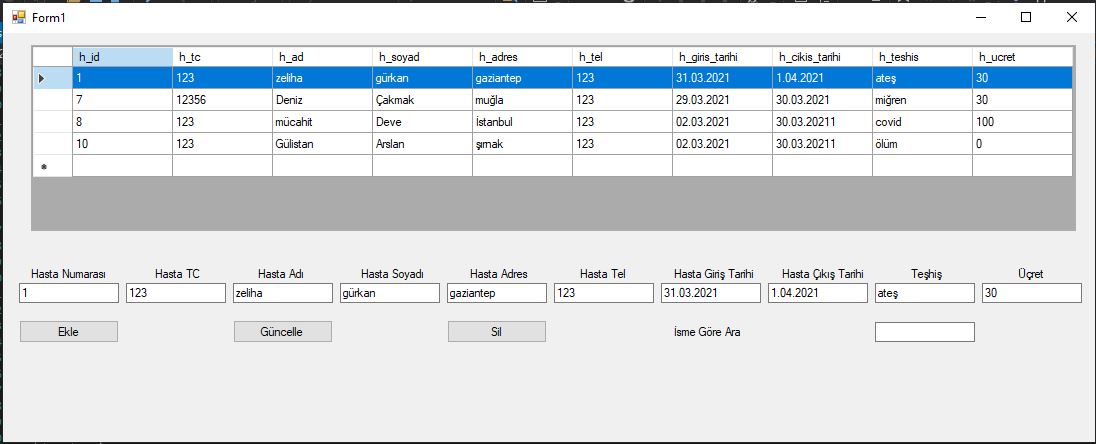 Form1
h_id h_tc h_ad h_soyad h_adres h_tel h_giris_tarihi h_cikis_tarihi h_teshis h_ucret
1 123 zeliha gürkan gaziantep 123 31.03.2021 1.04.2021 ateş 30
7 12356 Deniz Çakmak muğla 123 29.03.2021 30.03.2021 miğren 30
8 123 mücahit Deve İstanbul 123 02.03.2021 30.03.20211 covid 100
10 123 Gülistan Arslan şırnak 123 02.03.2021 30.03.20211 ölüm 0
Hasta Numarası Hasta TC Hasta Adı Hasta Soyadı Hasta Adres Hasta Tel Hasta Giriş Tarihi Hasta Çıkış Tarihi Teşhis Üçret
1 123 zeliha gürkan gaziantep 123 31.03.2021 1.04.2021 ateş 30
Ekle Güncelle Sil İsme Göre Ara